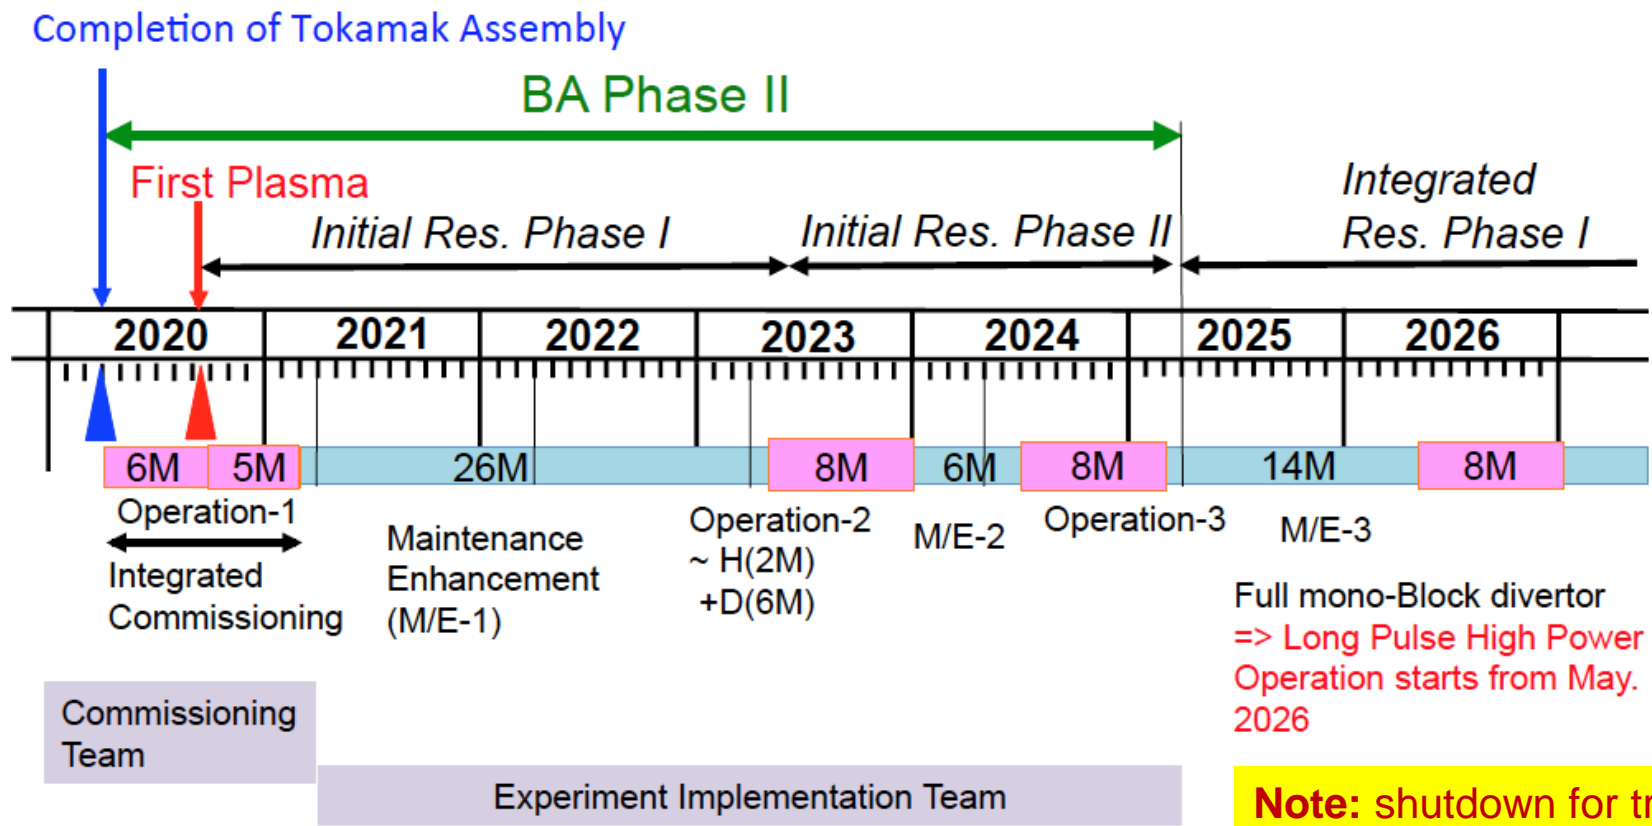 Completion of Tokamak Assembly
BA Phase II
First Plasma
Initial Res. Phase I
Initial Res. Phase II
Integrated
Res. Phase I
2020
2021
2022
2023
2024
2025
2026
6M
5M
26M
8M
6M
8M
14M
8M
Operation-1
Integrated
Commissioning
Maintenance
Enhancement
(M/E-1)
Operation-2
~ H(2M)
+D(6M)
M/E-2
Operation-3
M/E-3
Full mono-Block divertor
=> Long Pulse High Power
Operation starts from May.
2026
Commissioning
Team
Experiment Implementation Team
Note: shutdown for